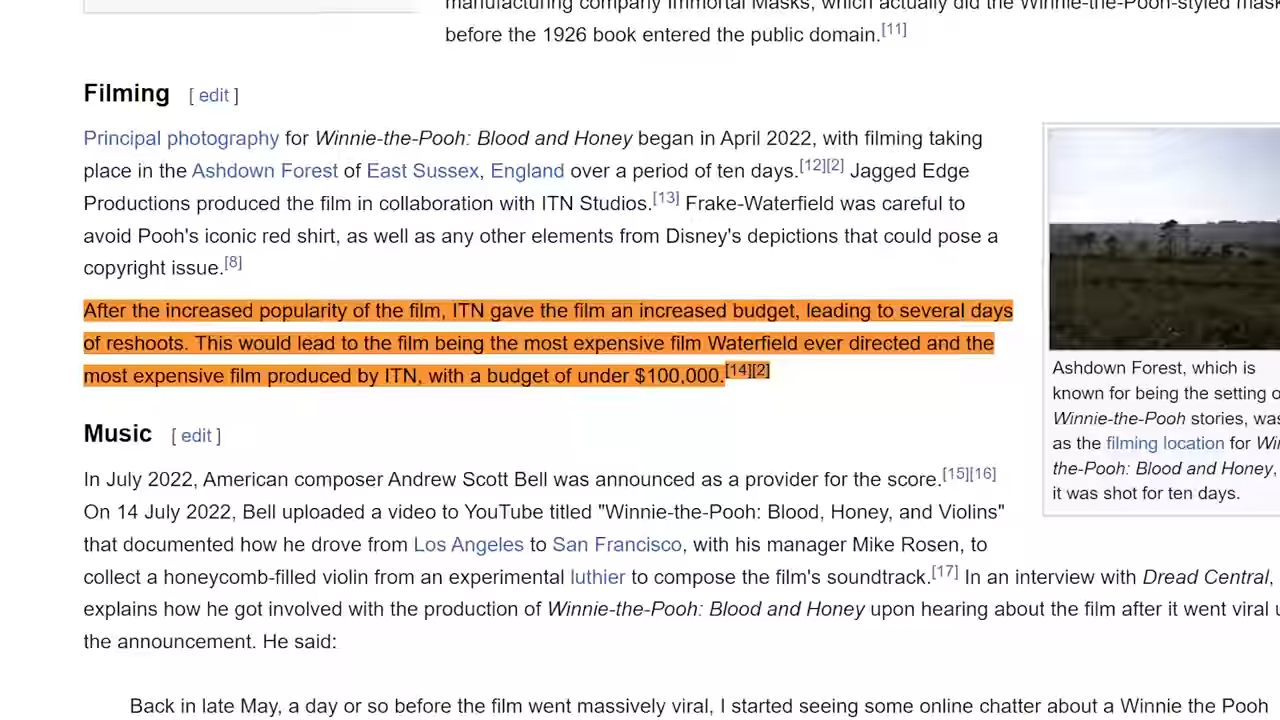 manufacturing company Immortal Masks, which actually did the Winnie-the-Pooh-styled mask
before the 1926 book entered the public domain.[11]
Filming [ edit ]
Principal photography for Winnie-the-Pooh: Blood and Honey began in April 2022, with filming taking
place in the Ashdown Forest of East Sussex, England over a period of ten days.[12][2] Jagged Edge
Productions produced the film in collaboration with ITN Studios.[13] Frake-Waterfield was careful to
avoid Pooh's iconic red shirt, as well as any other elements from Disney's depictions that could pose a
copyright issue.[8]
After the increased popularity of the film, ITN gave the film an increased budget, leading to several days
of reshoots. This would lead to the film being the most expensive film Waterfield ever directed and the
most expensive film produced by ITN, with a budget of under $100,000.[14][2]
Ashdown Forest, which is
known for being the setting o
Winnie-the-Pooh stories, was
as the filming location for Win
the-Pooh: Blood and Honey,
it was shot for ten days.
Music [ edit ]
In July 2022, American composer Andrew Scott Bell was announced as a provider for the score.[15][16]
On 14 July 2022, Bell uploaded a video to YouTube titled "Winnie-the-Pooh: Blood, Honey, and Violins"
that documented how he drove from Los Angeles to San Francisco, with his manager Mike Rosen, to
collect a honeycomb-filled violin from an experimental luthier to compose the film's soundtrack.[17] In an interview with Dread Central,
explains how he got involved with the production of Winnie-the-Pooh: Blood and Honey upon hearing about the film after it went viral u
the announcement. He said:
Back in late May, a day or so before the film went massively viral, I started seeing some online chatter about a Winnie the Pooh